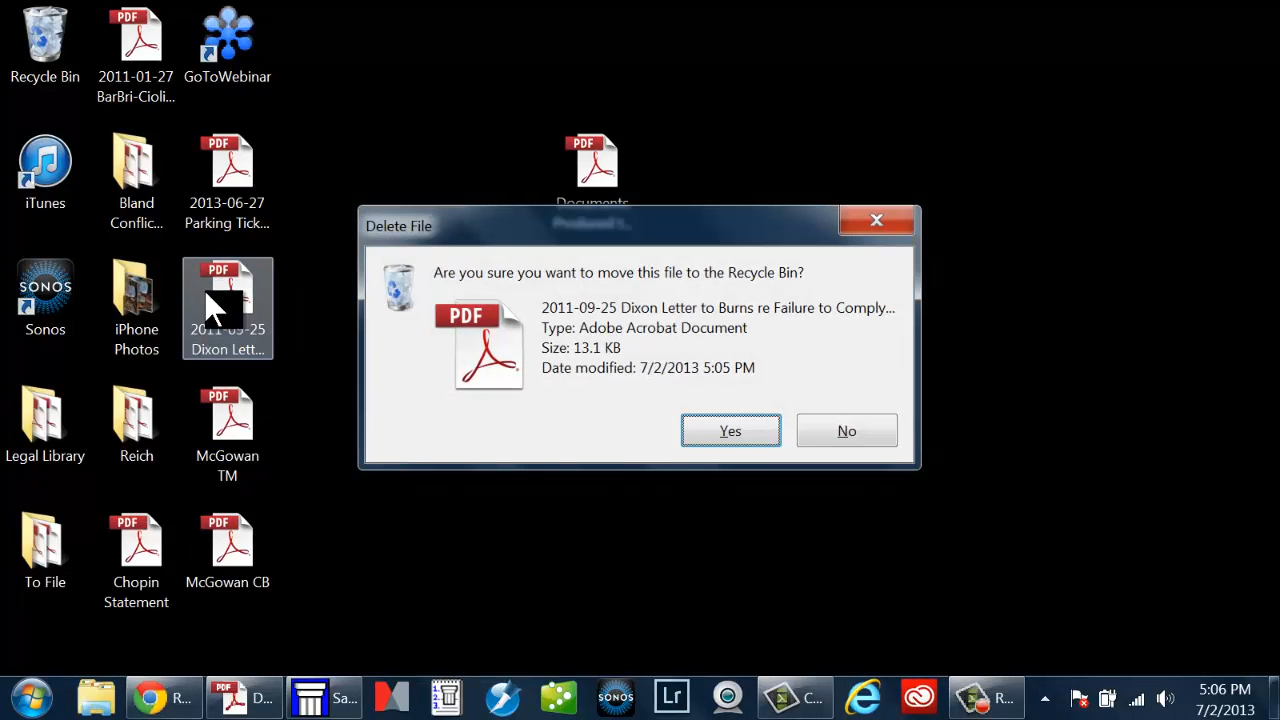 Recycle Bin
2011-01-27
BarBri-Cioli...
GoToWebinar
iTunes
Bland
Conflic...
2013-06-27
Parking Tick...
Sonos
iPhone
Photos
2011-09-25
Dixon Lett...
Legal Library
Reich
McGowan
TM
To File
Chopin
Statement
McGowan CB
PDF
PDF
PDF
PDF
PDF
PDF
SONOS
PDF
Documents
Produced t...
Delete File
Are you sure you want to move this file to the Recycle Bin?
PDF
2011-09-25 Dixon Letter to Burns re Failure to Comply...
Type: Adobe Acrobat Document
Size: 13.1 KB
Date modified: 7/2/2013 5:05 PM
Yes
No
R...
PDF
D...
Sa...
SONOS
Lr
C...
R...
5:06 PM
7/2/2013